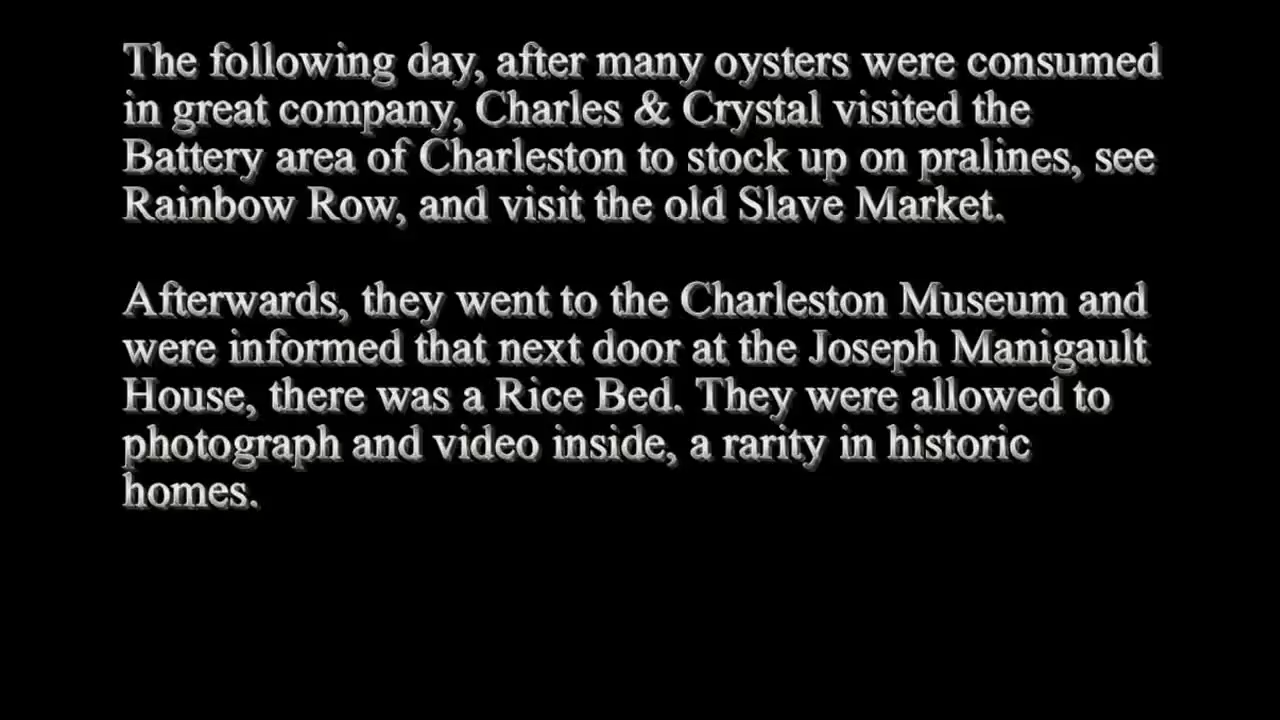 The following day, after many oysters were consumed
in great company, Charles & Crystal visited the
Battery area of Charleston to stock up on pralines, see
Rainbow Row, and visit the old Slave Market.
Afterwards, they went to the Charleston Museum and
were informed that next door at the Joseph Manigault
House, there was a Rice Bed. They were allowed to
photograph and video inside, a rarity in historic
homes.